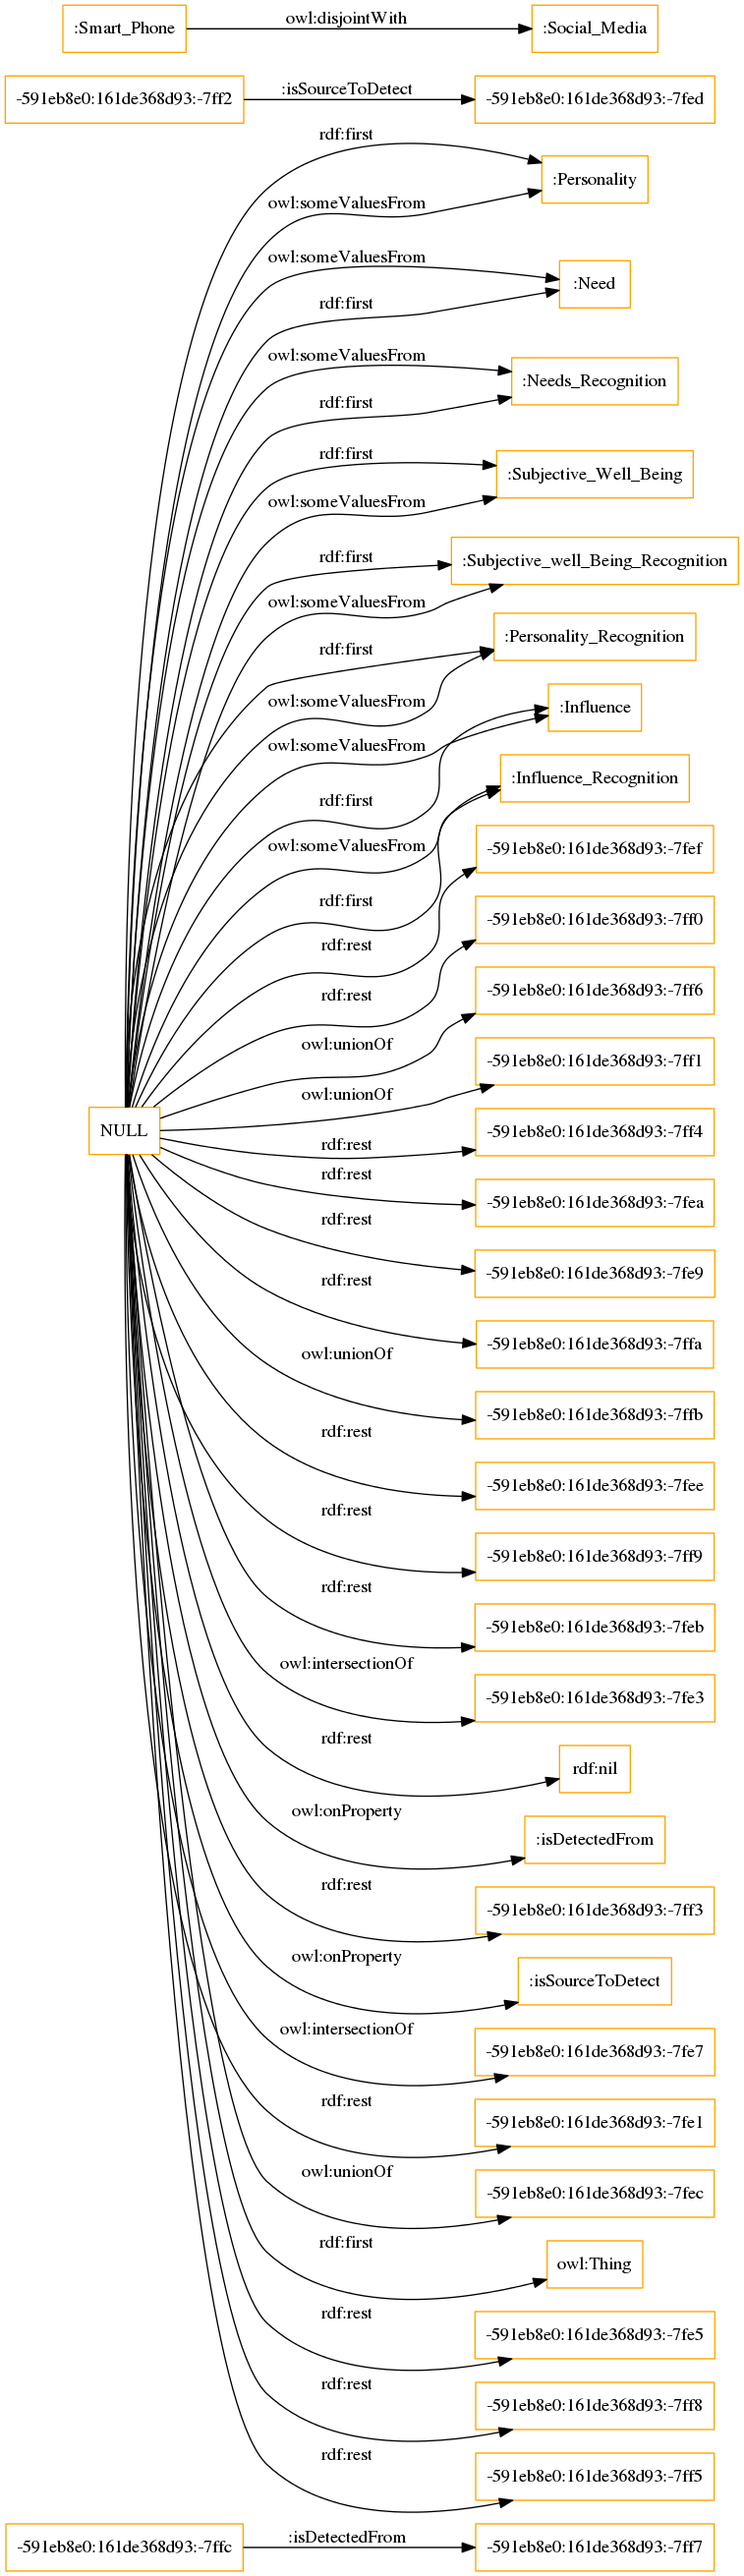 :Smart_Phone
owl:disjointWith
:Social_Media
-591eb8e0:161de368d93:-7ff2
:isSourceToDetect
-591eb8e0:161de368d93:-7fed
rdf:first
:Personality
owl:someValuesFrom
owl:someValuesFrom
:Need
rdf:first
owl:someValuesFrom
:Needs_Recognition
rdf:first
rdf:first
:Subjective_Well_Being
owl:someValuesFrom
rdf:first
:Subjective_well_Being_Recognition
owl:someValuesFrom
:Personality_Recognition
rdf:first
owl:someValuesFrom
:Influence
owl:someValuesFrom
:Influence_Recognition
rdf:first
owl:someValuesFrom
-591eb8e0:161de368d93:-7fef
rdf:first
-591eb8e0:161de368d93:-7ff0
rdf:rest
-591eb8e0:161de368d93:-7ff6
rdf:rest
owl:unionOf
-591eb8e0:161de368d93:-7ff1
owl:unionOf
NULL
-591eb8e0:161de368d93:-7ff4
rdf:rest
rdf:rest
-591eb8e0:161de368d93:-7fea
rdf:rest
-591eb8e0:161de368d93:-7fe9
rdf:rest
-591eb8e0:161de368d93:-7ffa
owl:unionOf
-591eb8e0:161de368d93:-7ffb
rdf:rest
-591eb8e0:161de368d93:-7fee
rdf:rest
-591eb8e0:161de368d93:-7ff9
rdf:rest
-591eb8e0:161de368d93:-7feb
owl:intersectionOf
-591eb8e0:161de368d93:-7fe3
rdf:rest
rdf:nil
owl:onProperty
:isDetectedFrom
rdf:rest
-591eb8e0:161de368d93:-7ff3
owl:onProperty
:isSourceToDetect
owl:intersectionOf
-591eb8e0:161de368d93:-7fe7
rdf:rest
-591eb8e0:161de368d93:-7fe1
owl:unionOf
-591eb8e0:161de368d93:-7fec
rdf:first
owl:Thing
rdf:rest
-591eb8e0:161de368d93:-7fe5
rdf:rest
-591eb8e0:161de368d93:-7ff8
rdf:rest
-591eb8e0:161de368d93:-7ff5
-591eb8e0:161de368d93:-7ffc
:isDetectedFrom
-591eb8e0:161de368d93:-7ff7